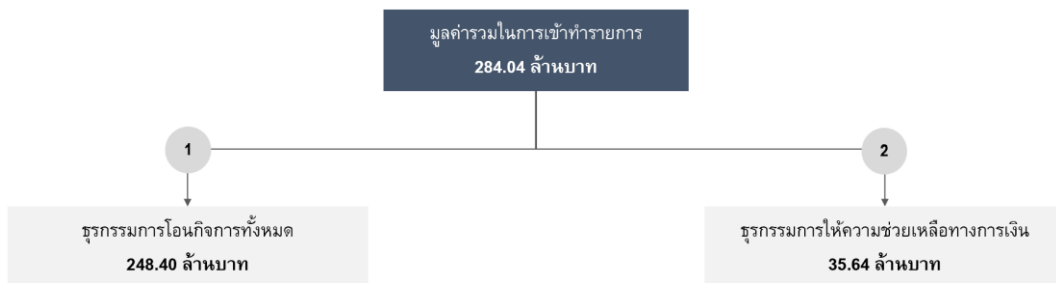 มูลค่ารวมในการเข้าทำรายการ
284.04 ล้านบาท
1
2
ธุรกรรมการโอนกิจการทั้งหมด
248.40 ล้านบาท
ธุรกรรมการให้ความช่วยเหลือทางการเงิน
35.64 ล้านบาท